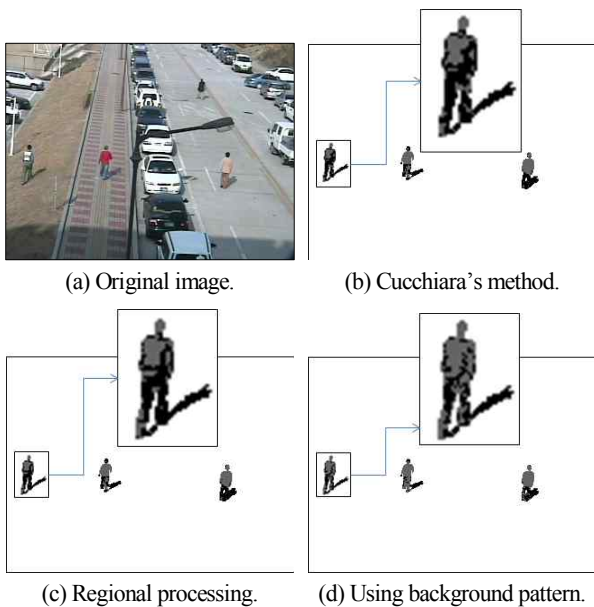 (a) Original image.
(b) Cucchiara's method.
(c) Regional processing.
(d) Using background pattern.